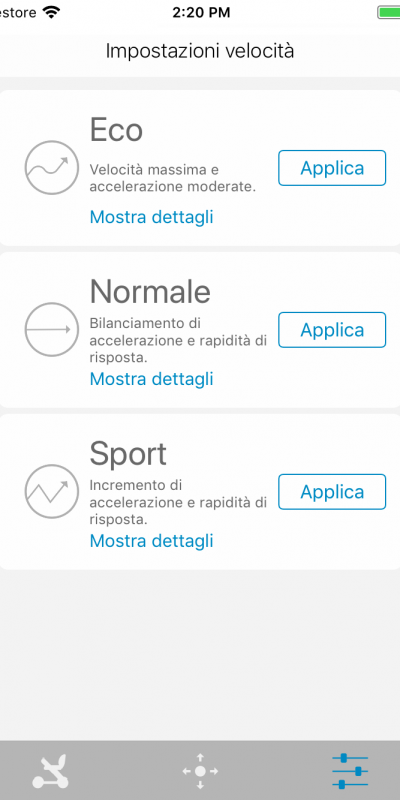 estore 2:20 PM
Impostazioni velocità
Eco
Velocità massima e
accelerazione moderate.
Applica
Mostra dettagli
Normale
Bilanciamento di
accelerazione e rapidità di
risposta.
Applica
Mostra dettagli
Sport
Incremento di
accelerazione e rapidità di
risposta.
Applica
Mostra dettagli